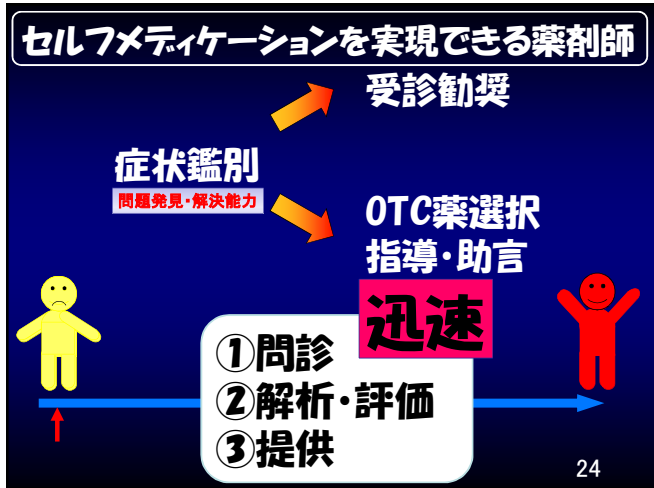 セルフメディケーションを実現できる薬剤師
受診勧奨
症状鑑別
問題発見・解決能力
OTC薬選択
指導・助言
迅速
①問診
②解析・評価
③提供
24